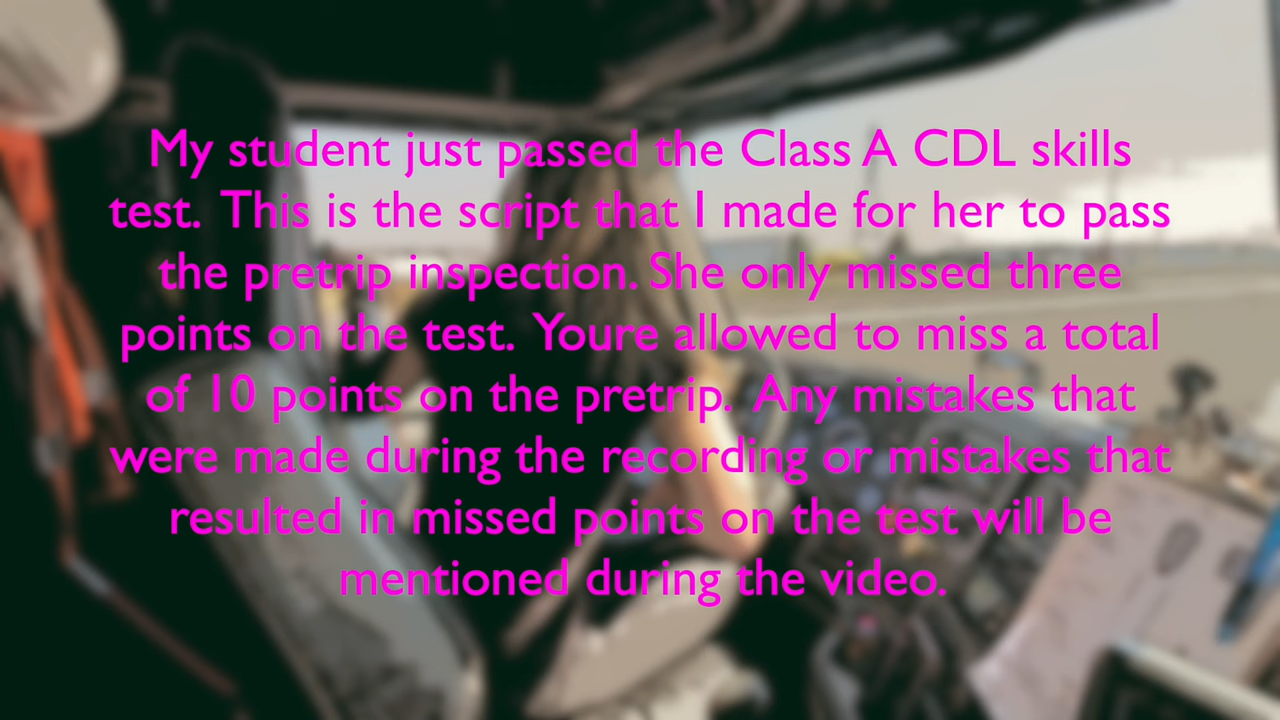 My student just passed the Class A CDL skills
test. This is the script that I made for her to pass
the pretrip inspection. She only missed three
points on the test. Youre allowed to miss a total
of 10 points on the pretrip. Any mistakes that
were made during the recording or mistakes that
resulted in missed points on the test will be
mentioned during the video.